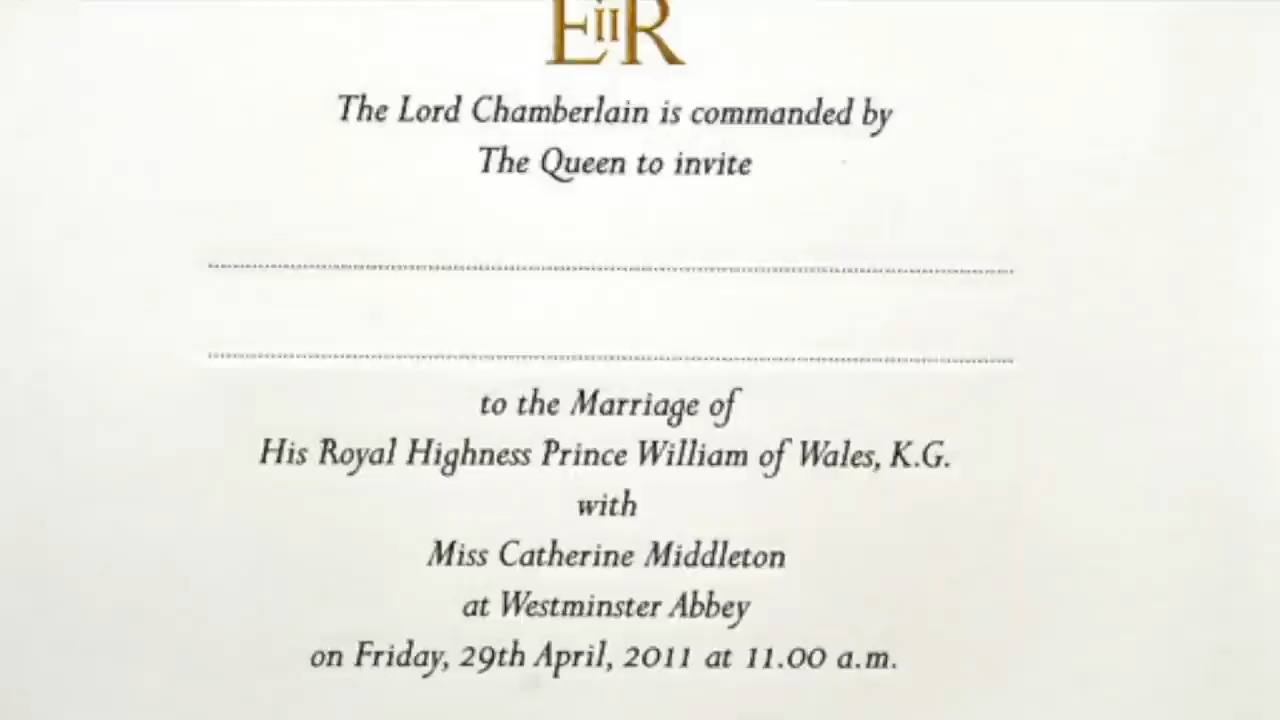 EiiR
The Lord Chamberlain is commanded by
The Queen to invite
to the Marriage of
His Royal Highness Prince William of Wales, K.G.
with
Miss Catherine Middleton
at Westminster Abbey
on Friday, 29th April, 2011 at 11.00 a.m.